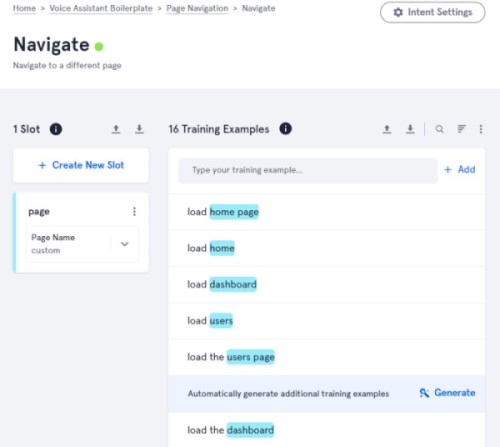 Home > Voice Assistant Boilerplate > Page Navigation > Navigate
Intent Settings
Navigate
Navigate to a different page
1 Slot
16 Training Examples
+ Create New Slot
Type your training example...
+ Add
page
Page Name
custom
load home page
load home
load dashboard
load users
load the users page
Automatically generate additional training examples
Generate
load the dashboard